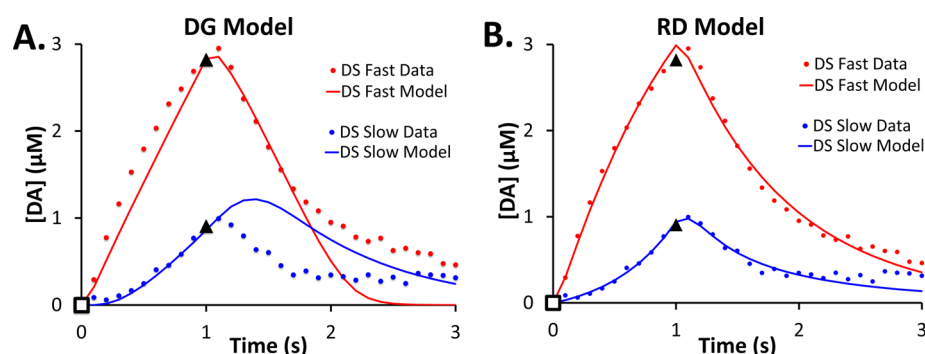 A.
DG Model
3
2
1
0
[DA] (μM)
DS Fast Data
DS Fast Model
DS Slow Data
DS Slow Model
0
1
2
3
Time (s)
B.
RD Model
3
2
1
0
[DA] (μM)
DS Fast Data
DS Fast Model
DS Slow Data
DS Slow Model
0
1
2
3
Time (s)